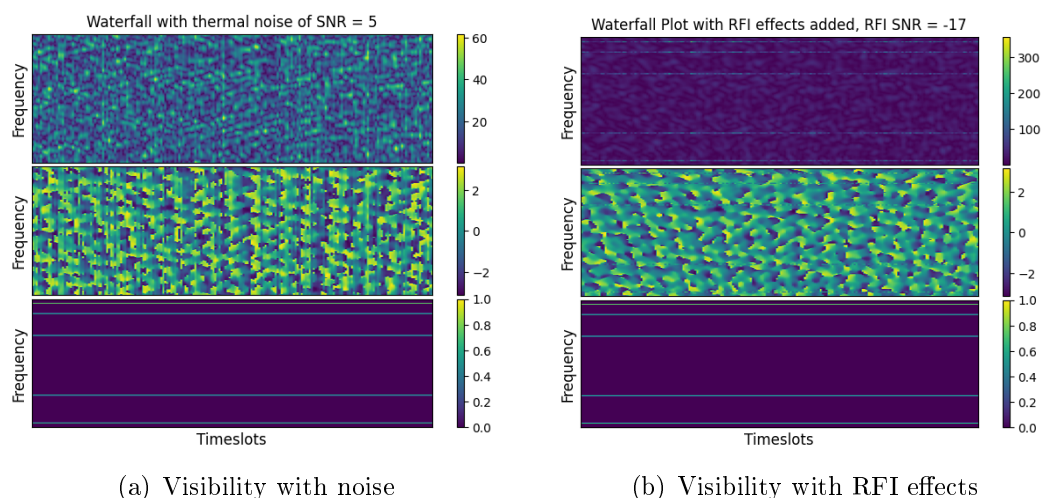 Waterfall with thermal noise of SNR = 5
Frequency
60
40
20
Frequency
2
0
−2
Frequency
1.0
0.8
0.6
0.4
0.2
0.0
Timeslots
(a) Visibility with noise
Waterfall Plot with RFI effects added, RFI SNR = -17
Frequency
300
200
100
Frequency
2
0
−2
Frequency
1.0
0.8
0.6
0.4
0.2
0.0
Timeslots
(b) Visibility with RFI effects